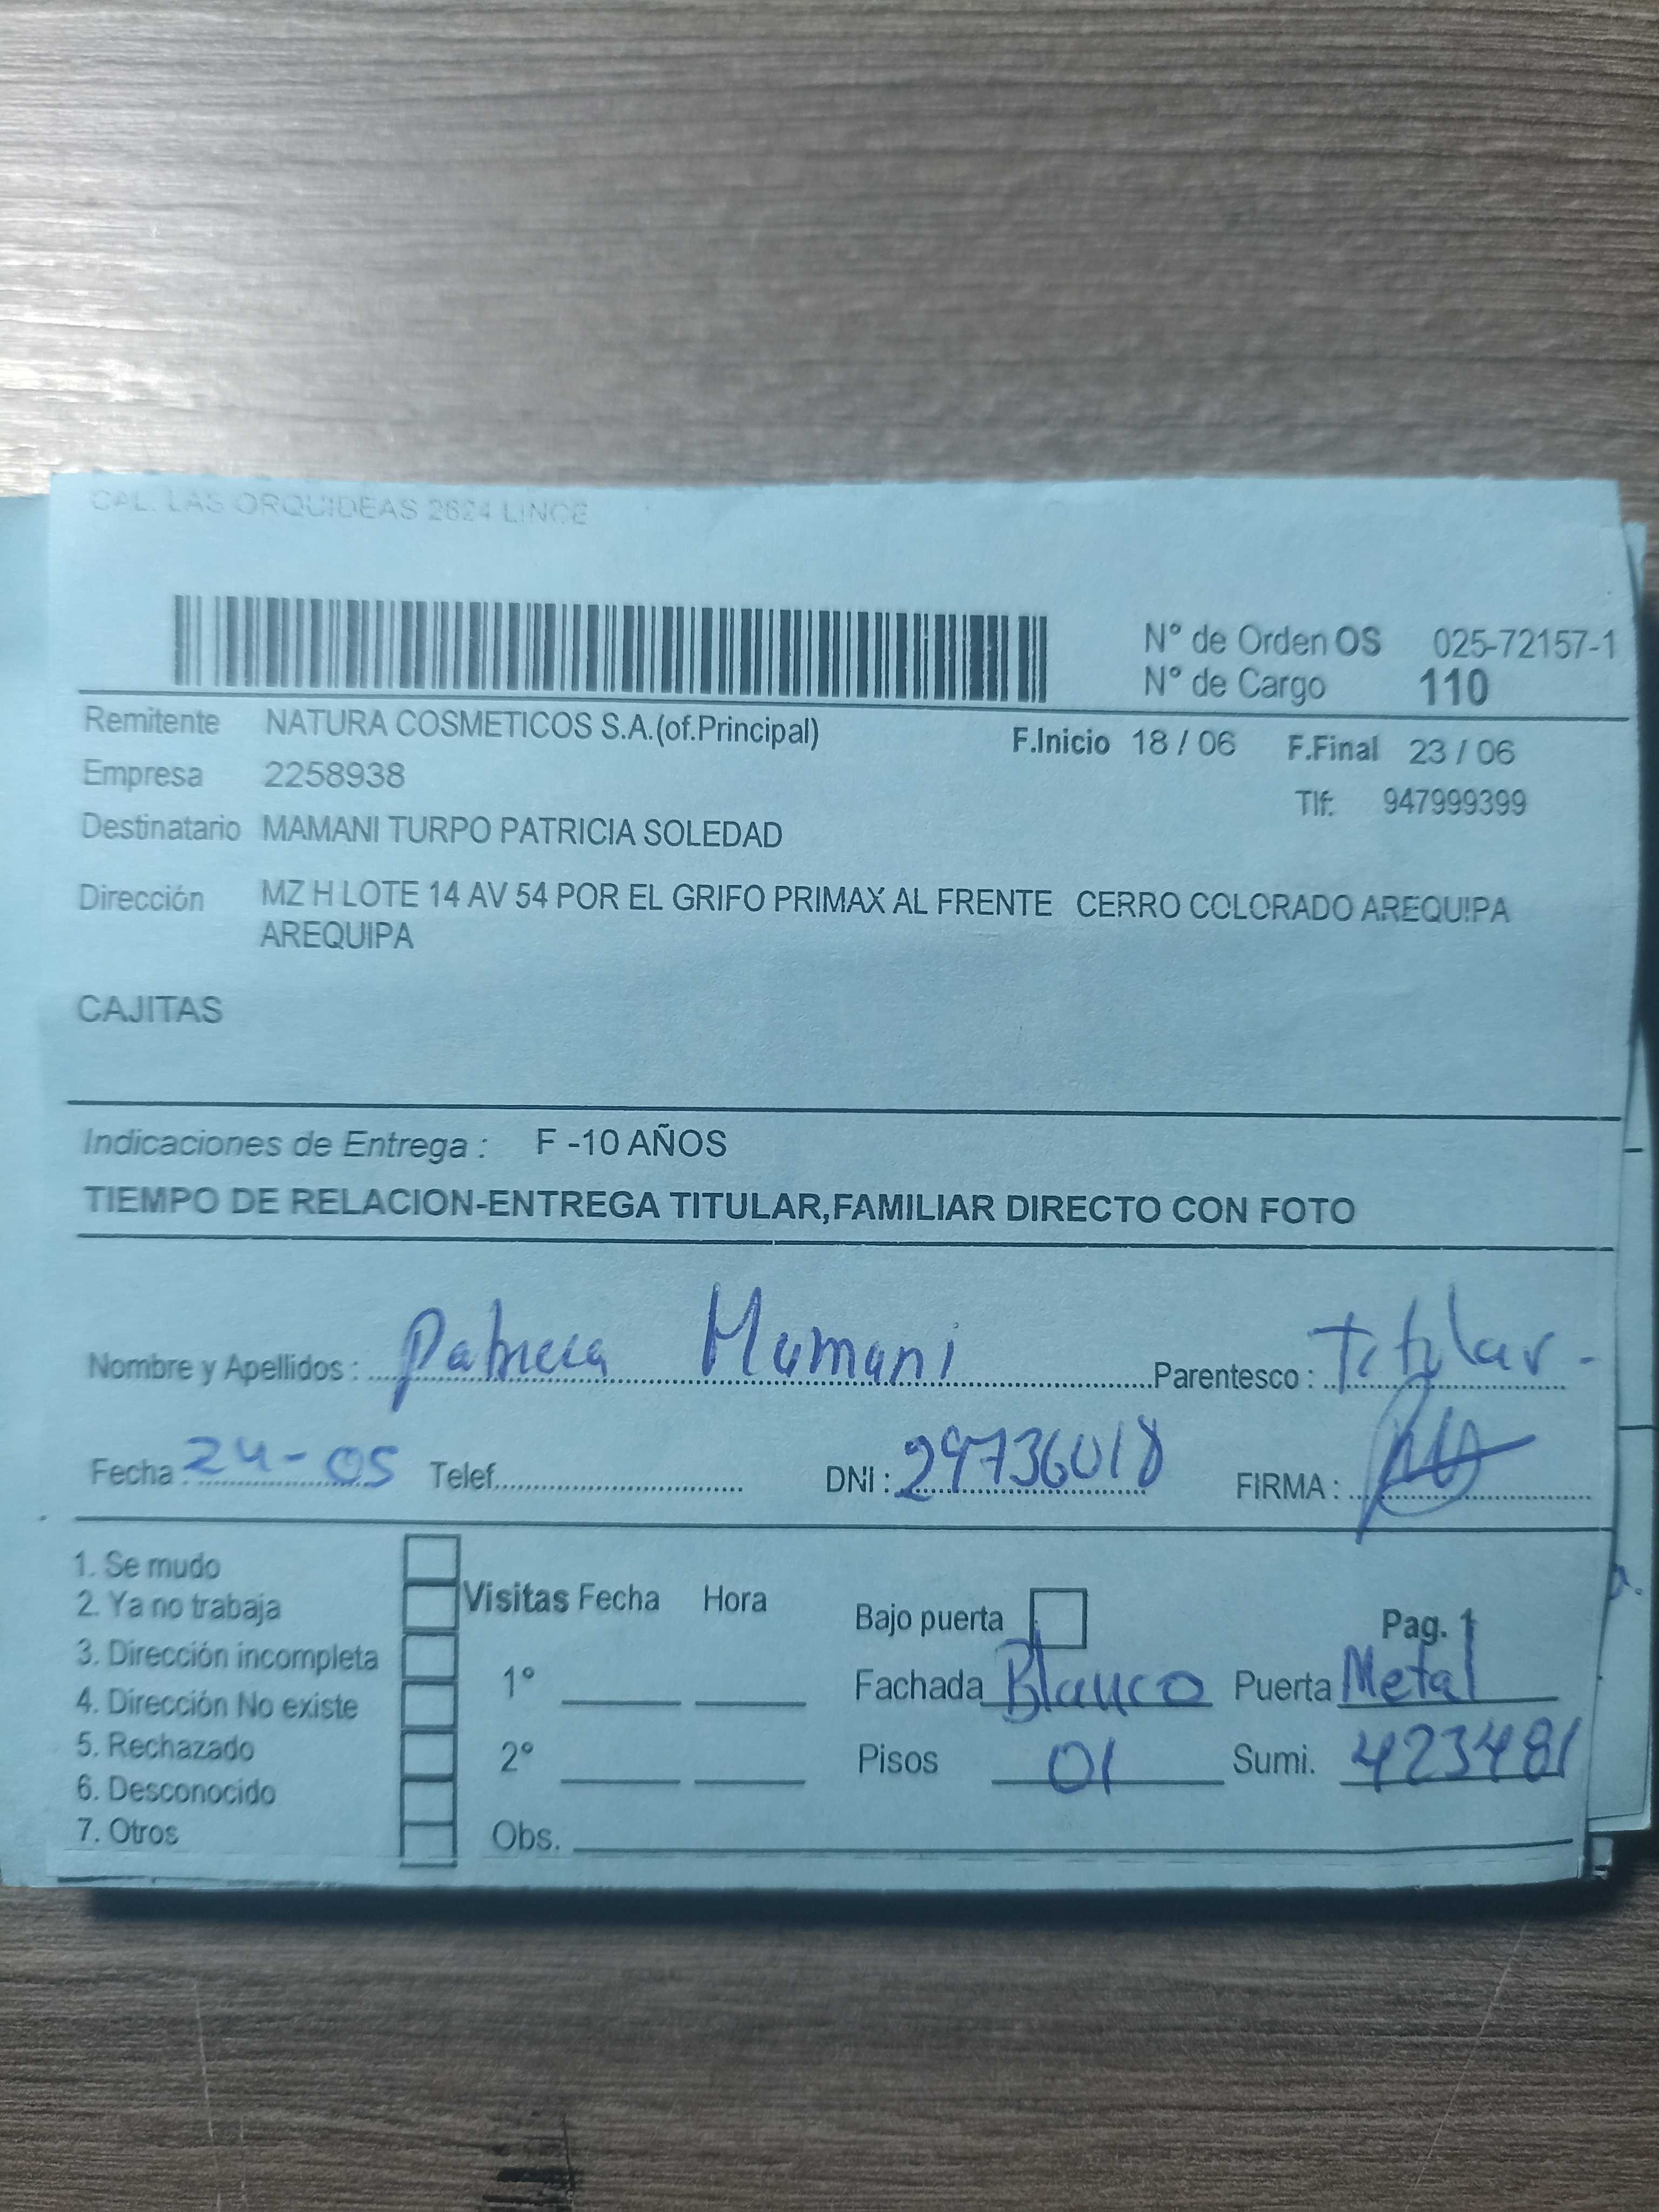 CAL. LAS ORQUIDEAS 2624 LINCE
N° de Orden OS 025-72157-1
N° de Cargo 110
Remitente NATURA COSMETICOS S.A.(of.Principal) F.Inicio 18 / 06 F.Final 23 / 06
Empresa 2258938 Tlf: 947999399
Destinatario MAMANI TURPO PATRICIA SOLEDAD
Dirección MZ H LOTE 14 AV 54 POR EL GRIFO PRIMAX AL FRENTE CERRO COLORADO AREQUIPA
AREQUIPA
CAJITAS
Indicaciones de Entrega : F -10 AÑOS
TIEMPO DE RELACION-ENTREGA TITULAR,FAMILIAR DIRECTO CON FOTO
Nombre y Apellidos : Patricia Mamani Parentesco : Titular -
Fecha : 24-05 Telef. DNI : 29736018 FIRMA :
1. Se mudo
2. Ya no trabaja
3. Dirección incompleta
4. Dirección No existe
5. Rechazado
6. Desconocido
7. Otros
Visitas Fecha Hora
1°
2°
Bajo puerta Pag. 1
Fachada Blanco Puerta Metal
Pisos 01 Sumi. 423481
Obs.